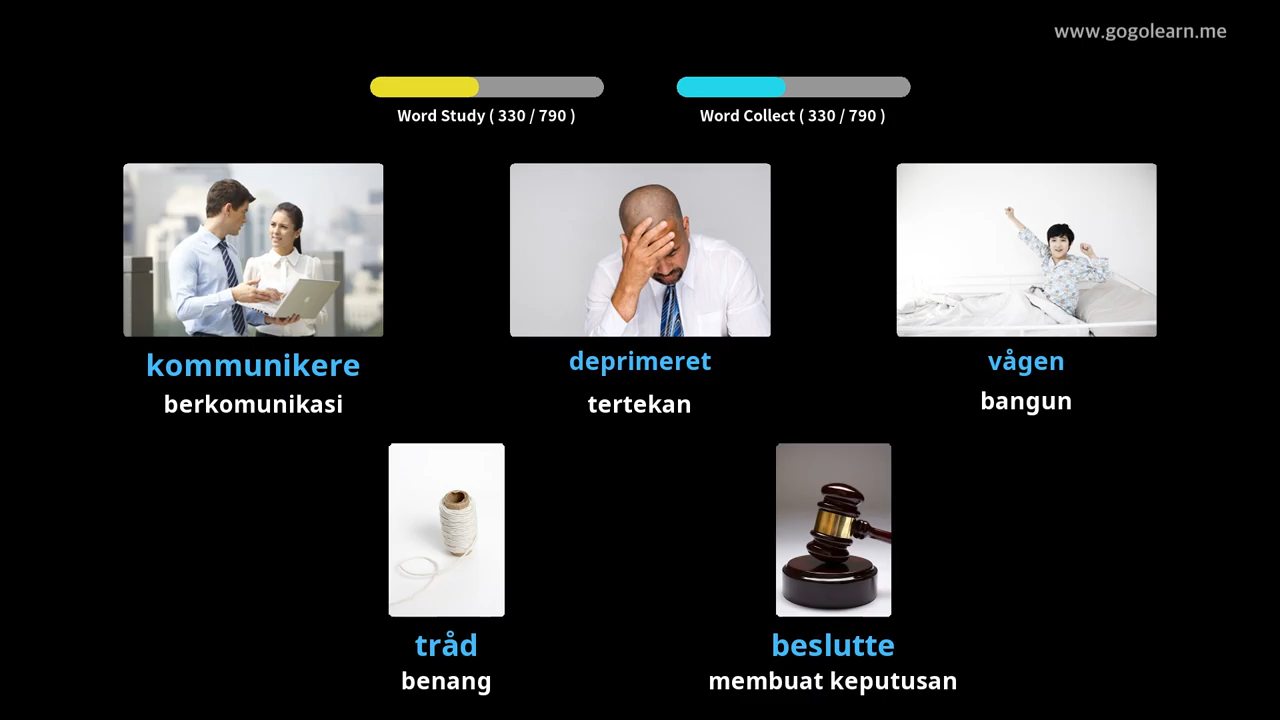 www.gogolearn.me
Word Study ( 330 / 790 )
Word Collect ( 330 / 790 )
kommunikere
berkomunikasi
deprimeret
tertekan
vågen
bangun
tråd
benang
beslutte
membuat keputusan